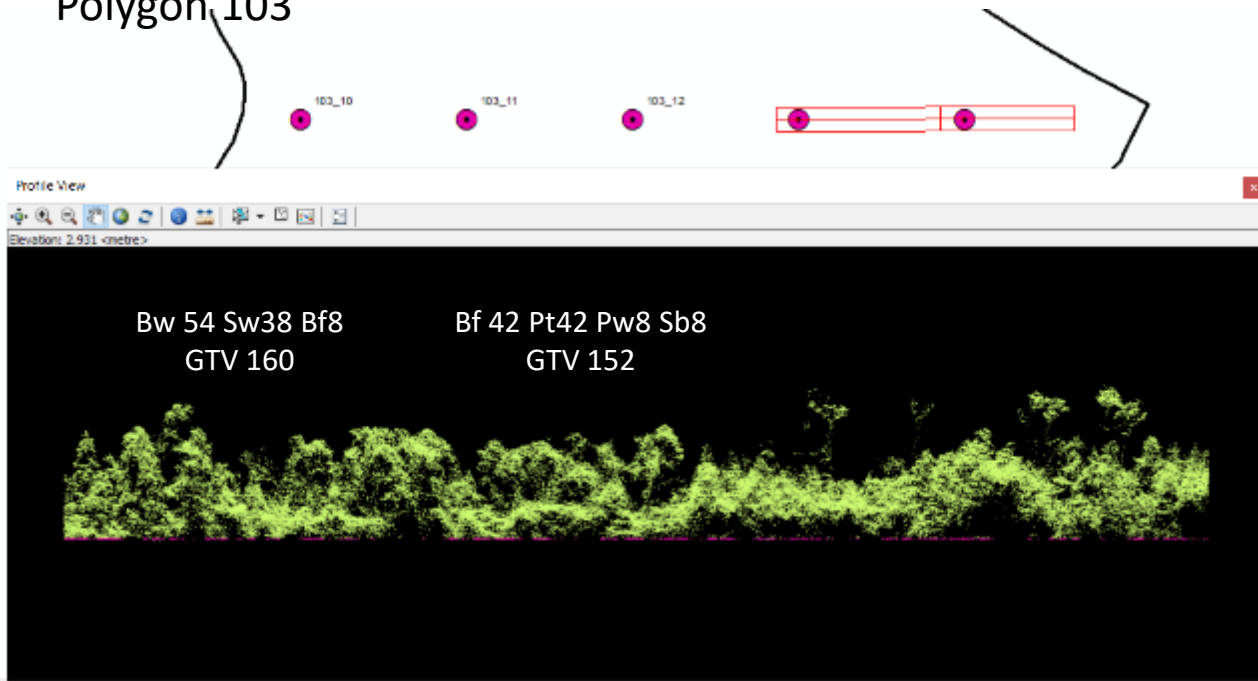 Polygon 103
103_10
103_11
103_12
Profile View
Elevation: 2.931 <metre>
Bw 54 Sw38 Bf8
GTV 160
Bf 42 Pt42 Pw8 Sb8
GTV 152